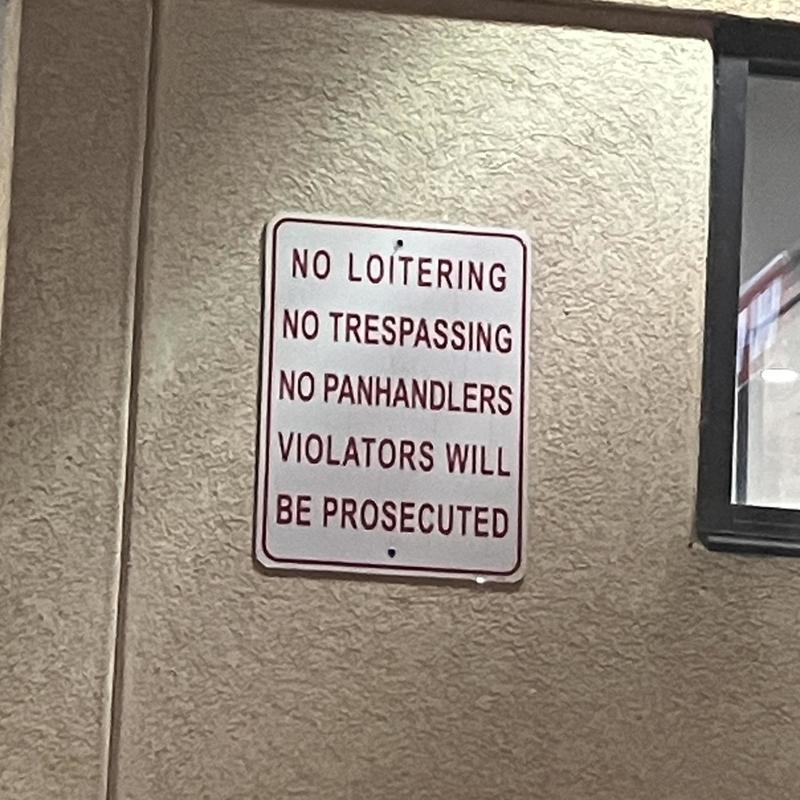 NO LOITERING
NO TRESPASSING
NO PANHANDLERS
VIOLATORS WILL
BE PROSECUTED